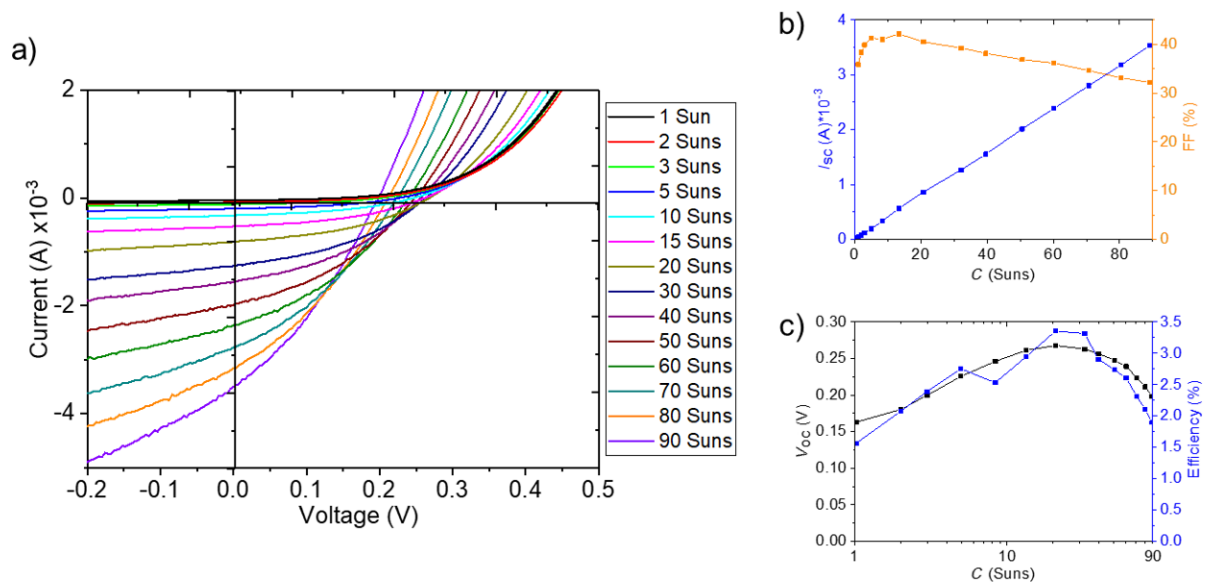 a)
2
0
-2
-4
Current (A) x10⁻³
-0.2
-0.1
0.0
0.1
0.2
0.3
0.4
0.5
Voltage (V)
1 Sun
2 Suns
3 Suns
5 Suns
10 Suns
15 Suns
20 Suns
30 Suns
40 Suns
50 Suns
60 Suns
70 Suns
80 Suns
90 Suns
b)
4
3
2
1
0
Isc (A)*10⁻³
40
30
20
10
0
FF (%)
0
20
40
60
80
C (Suns)
c)
0.30
0.25
0.20
0.15
0.10
0.05
0.00
Voc (V)
3.5
3.0
2.5
2.0
1.5
1.0
0.5
0.0
Efficiency (%)
1
10
90
C (Suns)